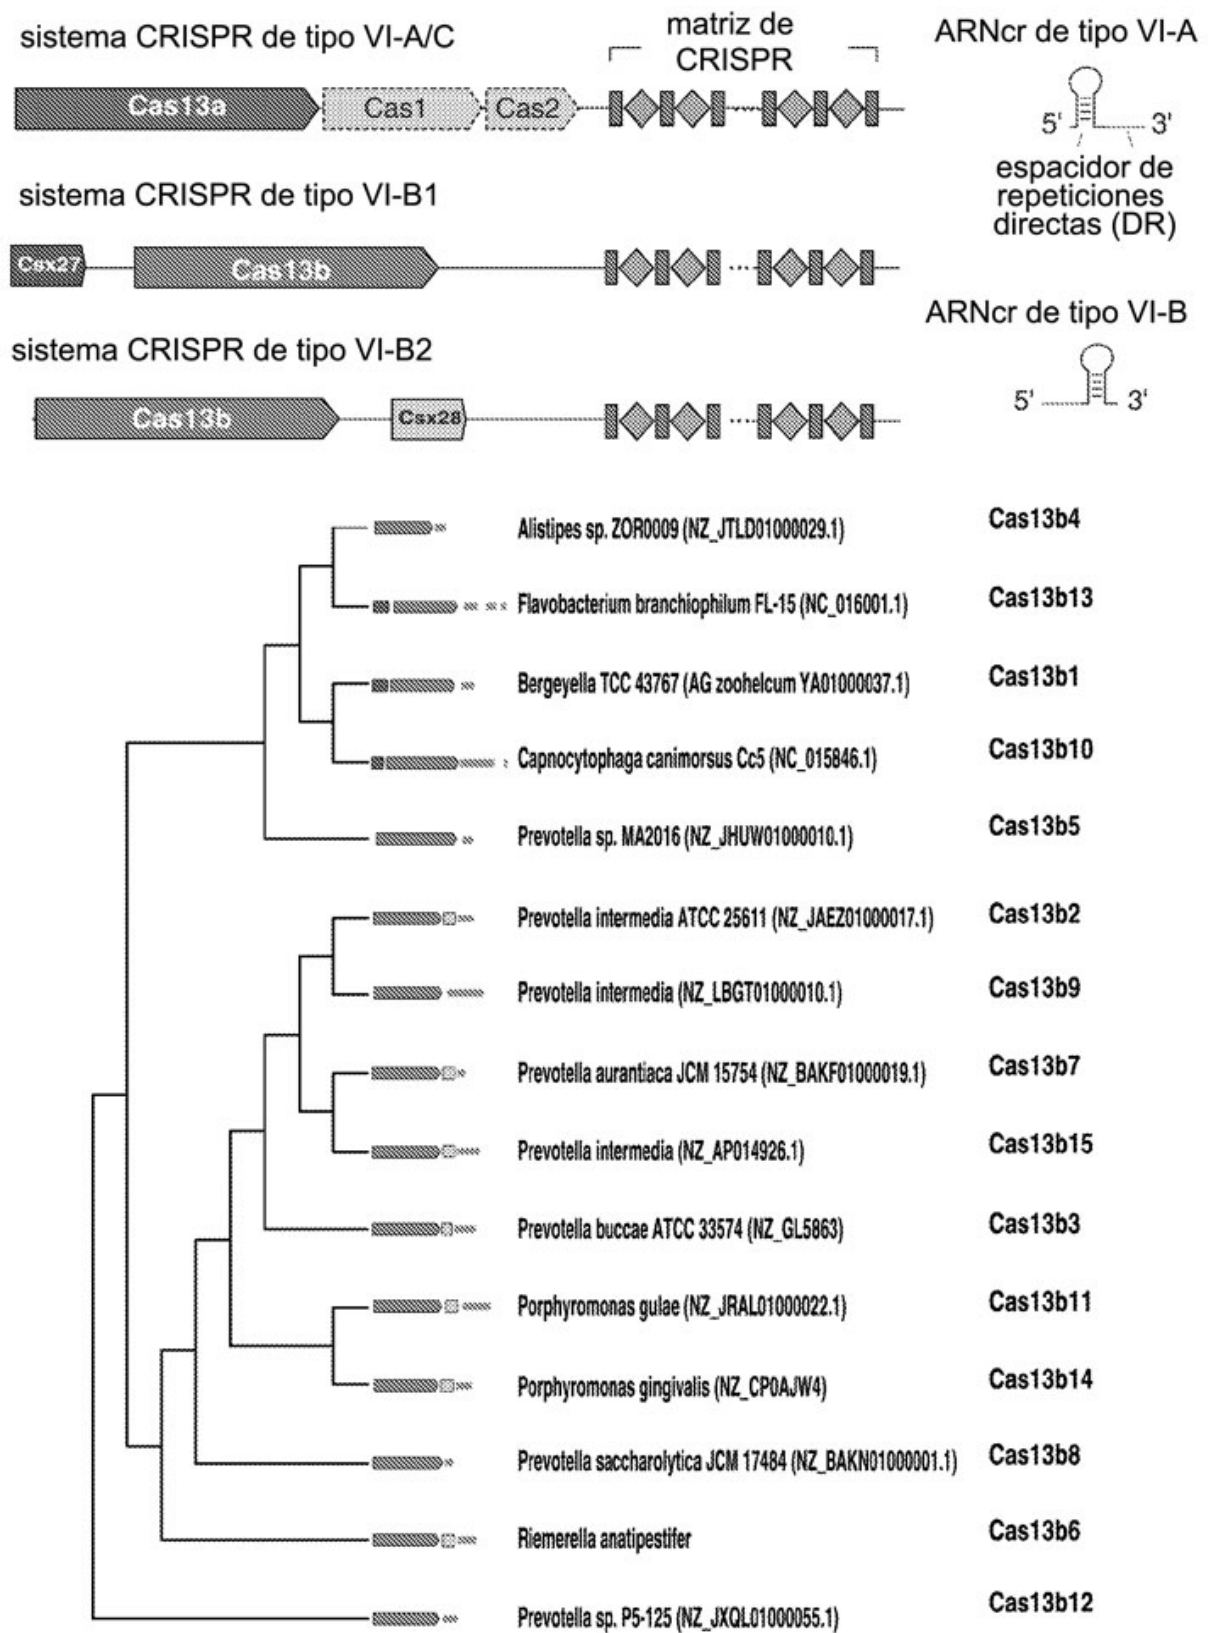 sistema CRISPR de tipo VI-A/C
matriz de
CRISPR
ARNcr de tipo VI-A
Cas13a
Cas1
Cas2
5' 3'
espacidor de
repeticiones
directas (DR)
sistema CRISPR de tipo VI-B1
Csx27
Cas13b
...
ARNcr de tipo VI-B
sistema CRISPR de tipo VI-B2
5' 3'
Cas13b
Csx28
...
Alistipes sp. ZOR0009 (NZ_JTLD01000029.1) Cas13b4
Flavobacterium branchiophilum FL-15 (NC_016001.1) Cas13b13
Bergeyella TCC 43767 (AG zoohelcum YA01000037.1) Cas13b1
Capnocytophaga canimorsus Cc5 (NC_015846.1) Cas13b10
Prevotella sp. MA2016 (NZ_JHUW01000010.1) Cas13b5
Prevotella intermedia ATCC 25611 (NZ_JAEZ01000017.1) Cas13b2
Prevotella intermedia (NZ_LBGT01000010.1) Cas13b9
Prevotella aurantiaca JCM 15754 (NZ_BAKF01000019.1) Cas13b7
Prevotella intermedia (NZ_AP014926.1) Cas13b15
Prevotella buccae ATCC 33574 (NZ_GL5863) Cas13b3
Porphyromonas gulae (NZ_JRAL01000022.1) Cas13b11
Porphyromonas gingivalis (NZ_CP0AJW4) Cas13b14
Prevotella saccharolytica JCM 17484 (NZ_BAKN01000001.1) Cas13b8
Riemerella anatipestifer Cas13b6
Prevotella sp. P5-125 (NZ_JXQL01000055.1) Cas13b12